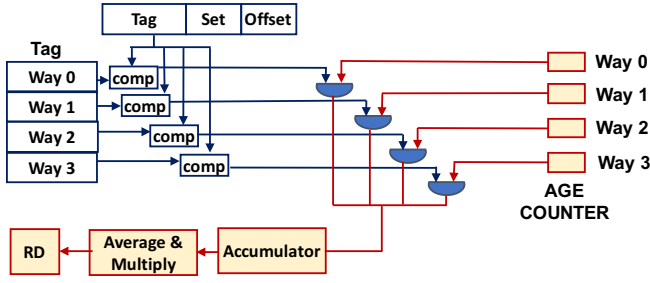 Tag Set Offset
Tag
Way 0
Way 1
Way 2
Way 3
comp
comp
comp
comp
Way 0
Way 1
Way 2
Way 3
AGE
COUNTER
RD
Average &
Multiply
Accumulator